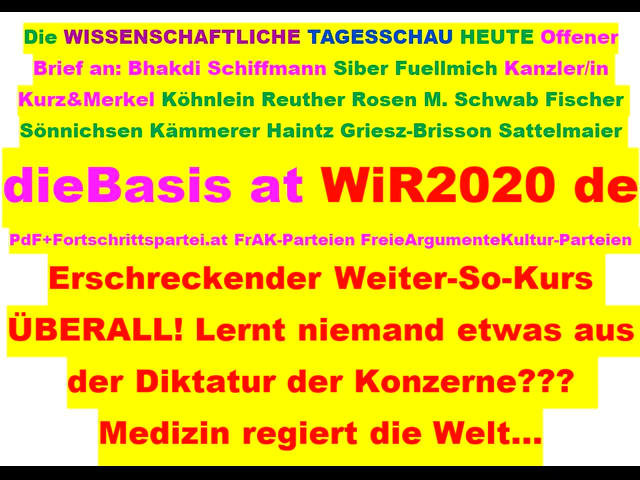 Die WISSENSCHAFTLICHE TAGESSCHAU HEUTE Offener
Brief an: Bhakdi Schiffmann Siber Fuellmich Kanzler/in
Kurz&Merkel Köhnlein Reuther Rosen M. Schwab Fischer
Sönnichsen Kämmerer Haintz Griesz-Brisson Sattelmaier
dieBasis at WiR2020 de
PdF+Fortschrittspartei.at FrAK-Parteien FreieArgumenteKultur-Parteien
Erschreckender Weiter-So-Kurs
ÜBERALL! Lernt niemand etwas aus
der Diktatur der Konzerne???
Medizin regiert die Welt...